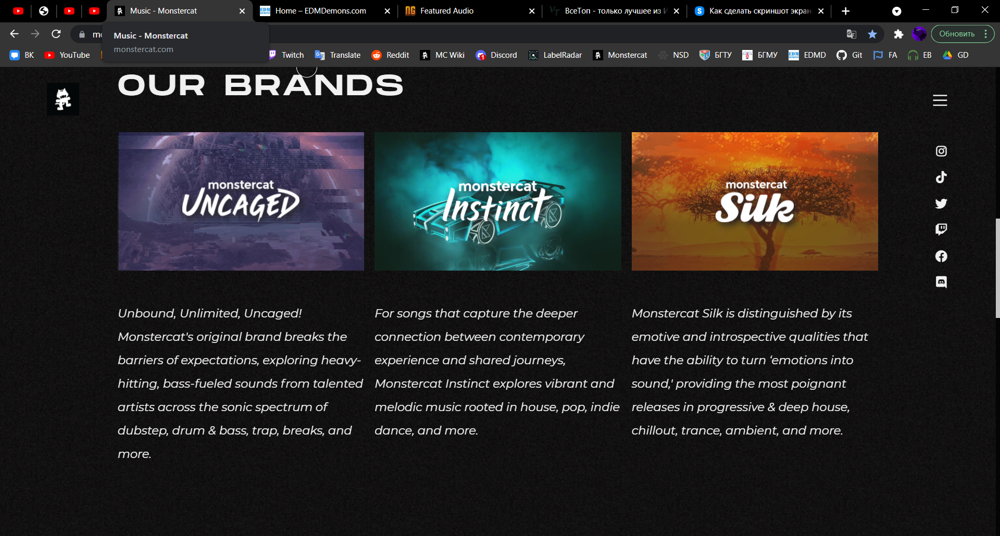 Music - Monstercat
Home – EDMDemons.com
Featured Audio
ВсеТоп - только лучшее из И
Как сделать скриншот экран
Music - Monstercat
monstercat.com
Обновить
ВК
YouTube
Twitch
Translate
Reddit
MC Wiki
Discord
LabelRadar
Monstercat
NSD
БГТУ
БГМУ
EDMD
Git
FA
EB
GD
OUR BRANDS
monstercat
UNCAGED
monstercat
Instinct
monstercat
Silk
Unbound, Unlimited, Uncaged!
Monstercat's original brand breaks the
barriers of expectations, exploring heavy-
hitting, bass-fueled sounds from talented
artists across the sonic spectrum of
dubstep, drum & bass, trap, breaks, and
more.
For songs that capture the deeper
connection between contemporary
experience and shared journeys,
Monstercat Instinct explores vibrant and
melodic music rooted in house, pop, indie
dance, and more.
Monstercat Silk is distinguished by its
emotive and introspective qualities that
have the ability to turn ‘emotions into
sound,' providing the most poignant
releases in progressive & deep house,
chillout, trance, ambient, and more.